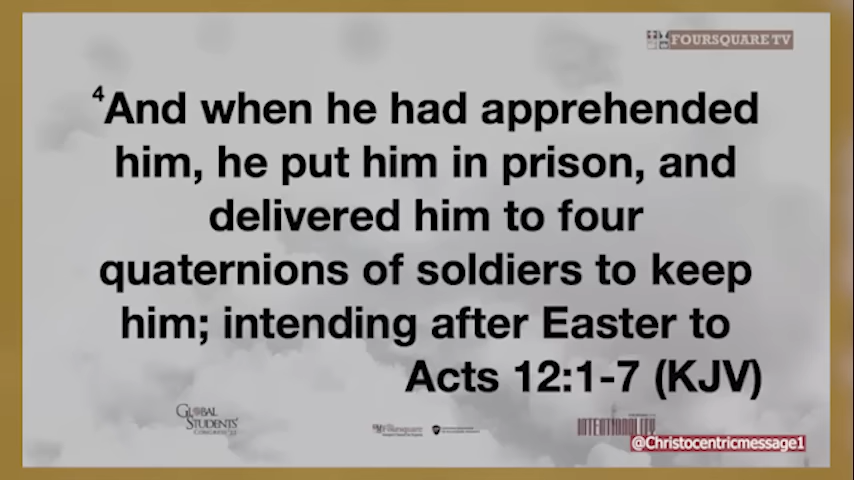 FOURSQUARE TV
4And when he had apprehended
him, he put him in prison, and
delivered him to four
quaternions of soldiers to keep
him; intending after Easter to
Acts 12:1-7 (KJV)
GLOBAL
STUDENTS'
INTENTIONALITY
@Christocentricmessage1